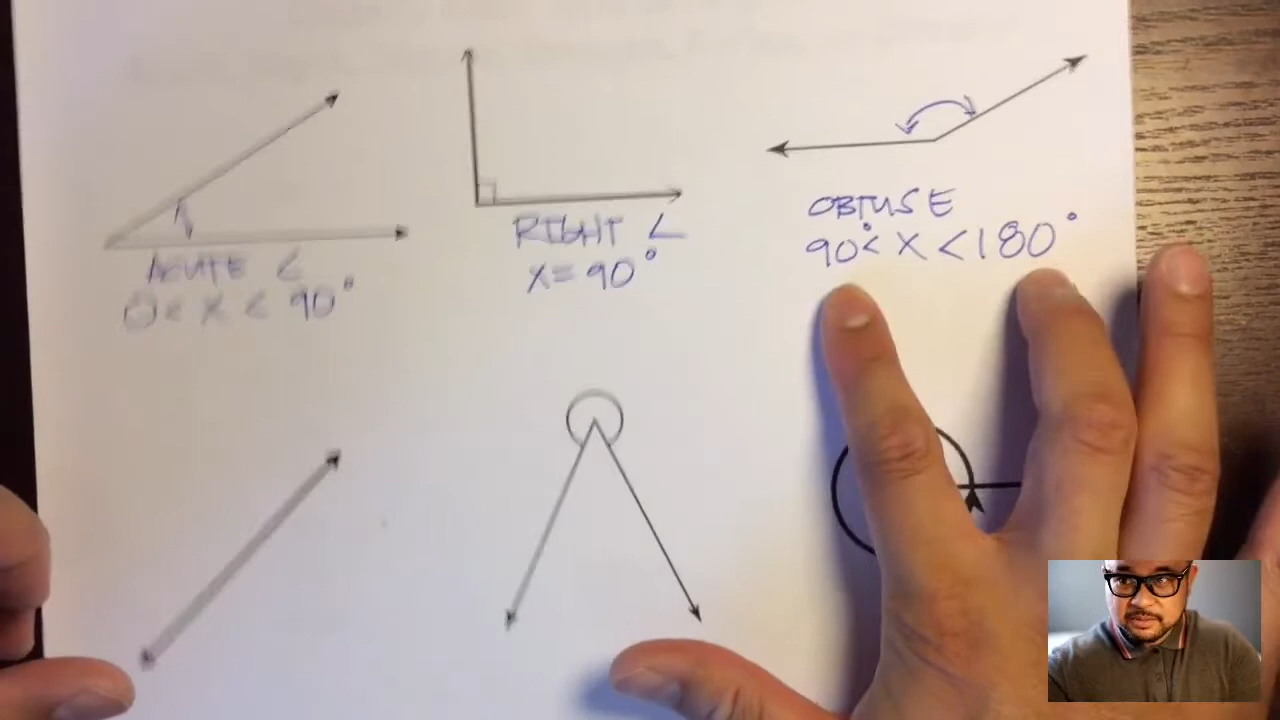 ACUTE <
0 < X < 90°
RIGHT <
X = 90°
OBTUSE
90° < X < 180°